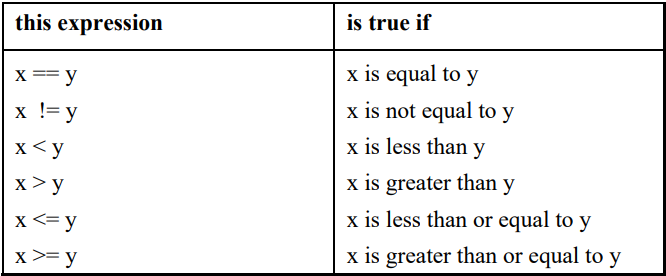 this expression is true if
x == y x is equal to y
x != y x is not equal to y
x < y x is less than y
x > y x is greater than y
x <= y x is less than or equal to y
x >= y x is greater than or equal to y